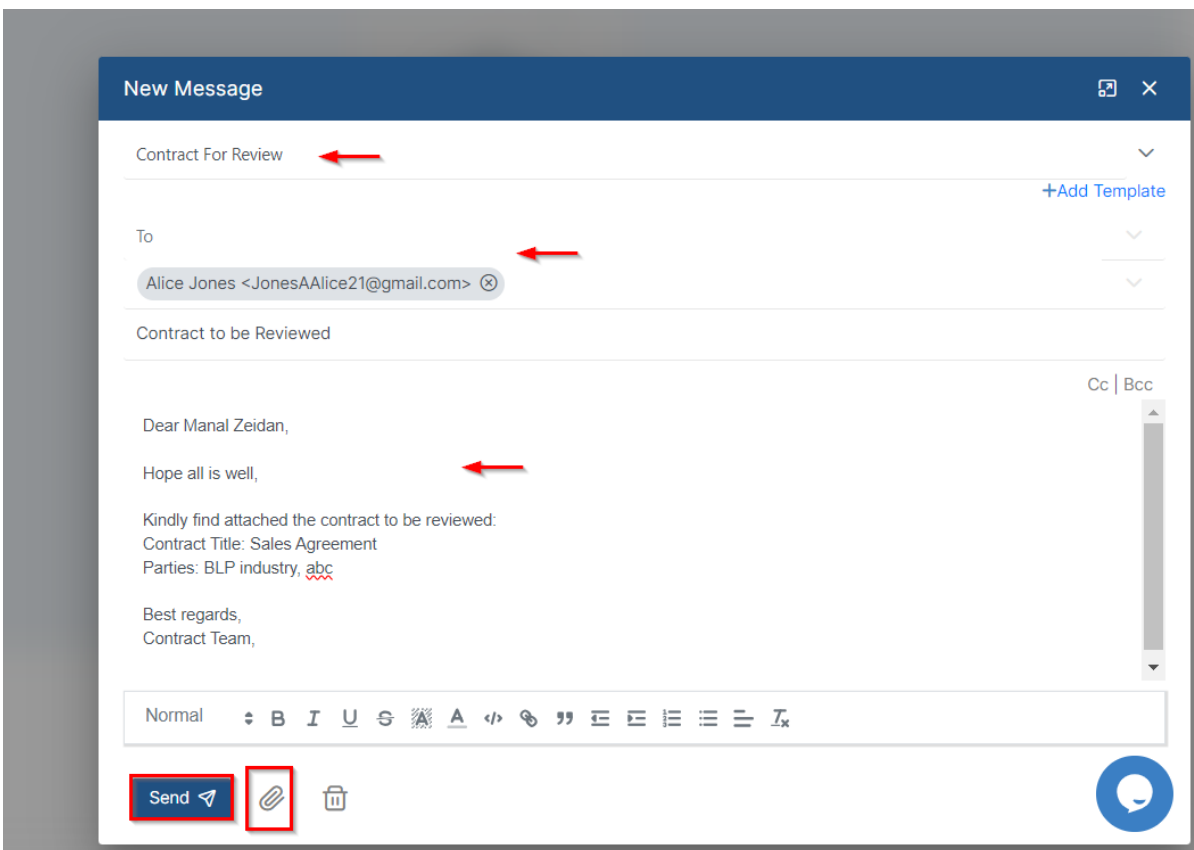 New Message
Contract For Review
+Add Template
To
Alice Jones <JonesAAlice21@gmail.com>
Contract to be Reviewed
Cc | Bcc
Dear Manal Zeidan,
Hope all is well,
Kindly find attached the contract to be reviewed:
Contract Title: Sales Agreement
Parties: BLP industry, abc
Best regards,
Contract Team,
Normal
Send